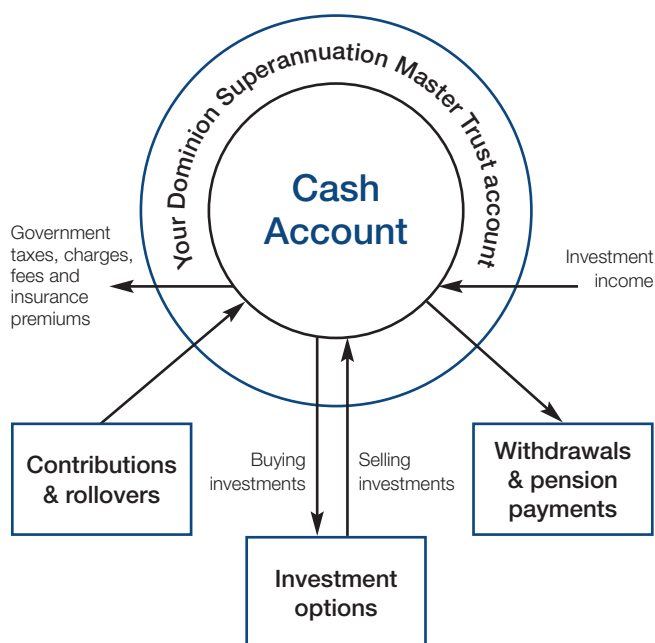 Your Dominion Superannuation Master Trust account
Cash
Account
Government
taxes, charges,
fees and
insurance
premiums
Investment
income
Contributions
& rollovers
Buying
investments
Selling
investments
Withdrawals
& pension
payments
Investment
options